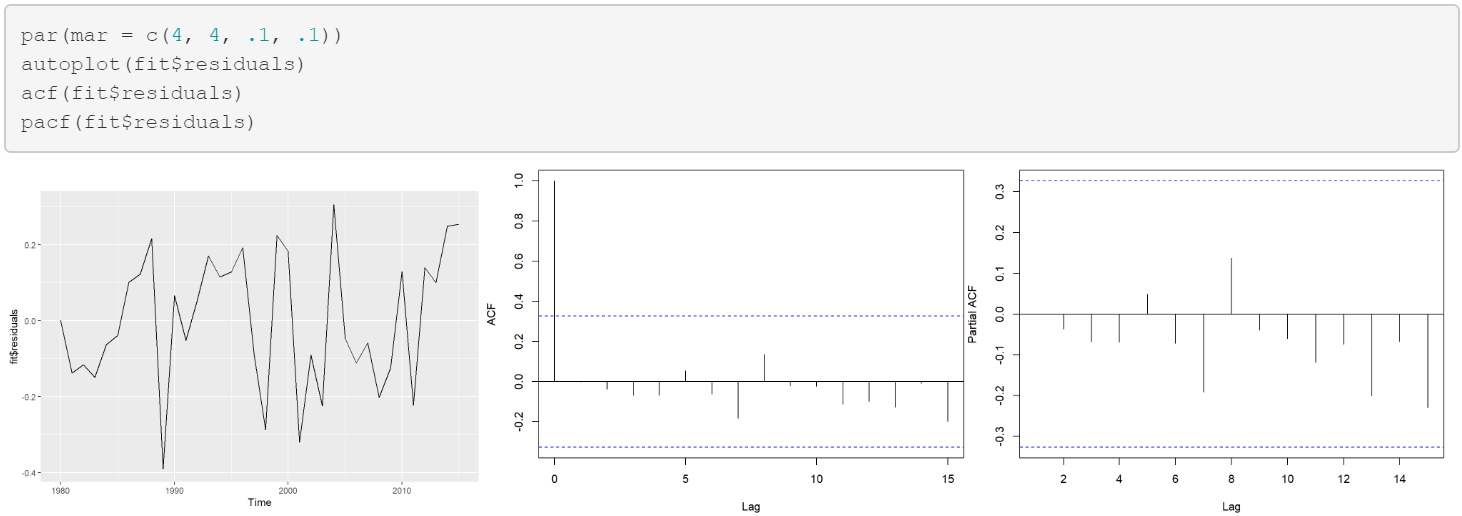 par(mar = c(4, 4, .1, .1))
autoplot(fit$residuals)
acf(fit$residuals)
pacf(fit$residuals)
fit$residuals
0.2
0.0
-0.2
-0.4
1980 1990 2000 2010
Time
ACF
1.0
0.8
0.6
0.4
0.2
0.0
-0.2
0 5 10 15
Lag
Partial ACF
0.3
0.2
0.1
0.0
-0.1
-0.2
-0.3
2 4 6 8 10 12 14
Lag